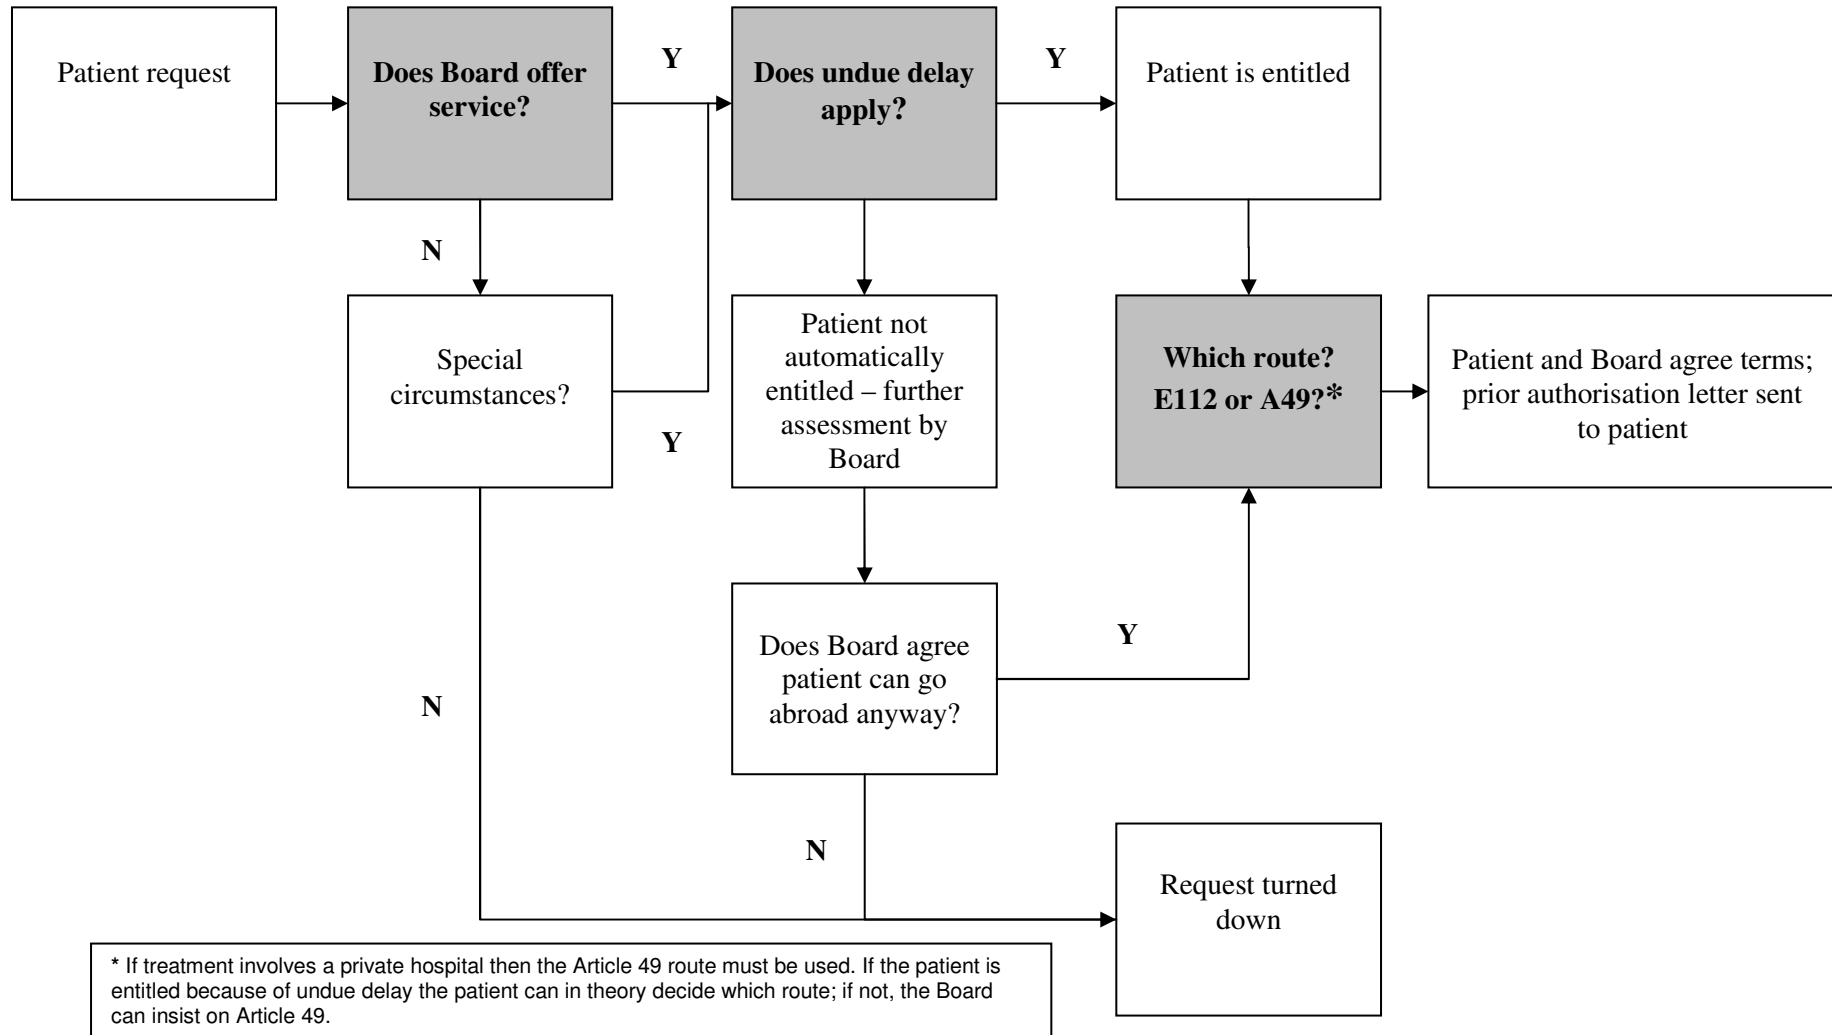 Patient request
Does Board offer
service?
Y
Does undue delay
apply?
Y
Patient is entitled
N
Special
circumstances?
Y
Patient not
automatically
entitled – further
assessment by
Board
Which route?
E112 or A49?*
Patient and Board agree terms;
prior authorisation letter sent
to patient
Does Board agree
patient can go
abroad anyway?
Y
N
N
Request turned
down
* If treatment involves a private hospital then the Article 49 route must be used. If the patient is
entitled because of undue delay the patient can in theory decide which route; if not, the Board
can insist on Article 49.